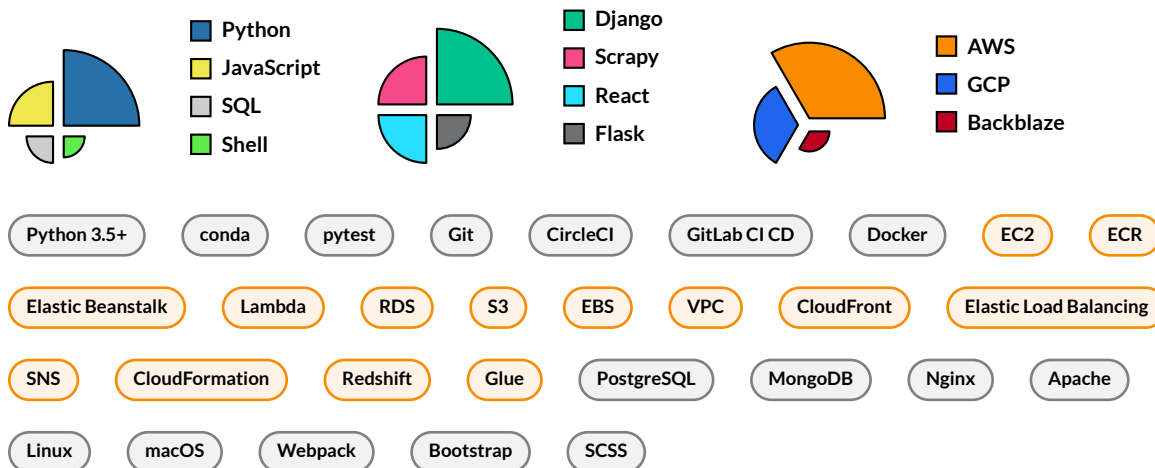 Python
JavaScript
SQL
Shell
Django
Scrapy
React
Flask
AWS
GCP
Backblaze
Python 3.5+ conda pytest Git CircleCI GitLab CI CD Docker EC2 ECR
Elastic Beanstalk Lambda RDS S3 EBS VPC CloudFront Elastic Load Balancing
SNS CloudFormation Redshift Glue PostgreSQL MongoDB Nginx Apache
Linux macOS Webpack Bootstrap SCSS